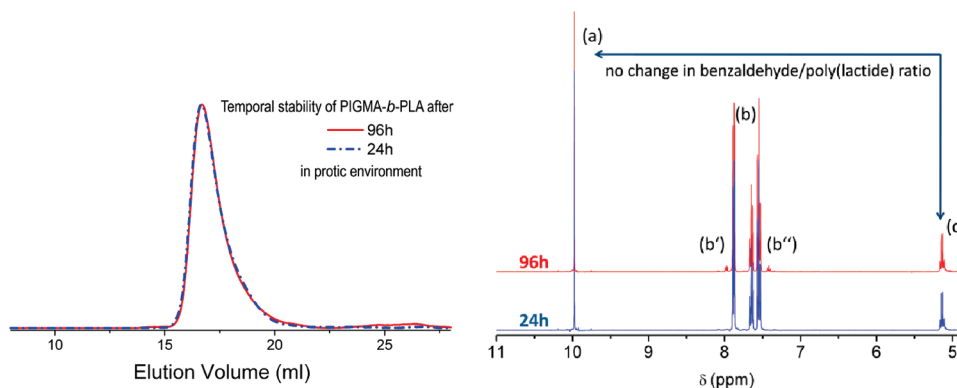 Temporal stability of PIGMA-b-PLA after
96h
24h
in protic environment
10
15
20
25
Elution Volume (ml)
(a)
no change in benzaldehyde/poly(lactide) ratio
(b)
(b') (b'')
96h
24h
11 10 9 8 7 6 5
δ (ppm)